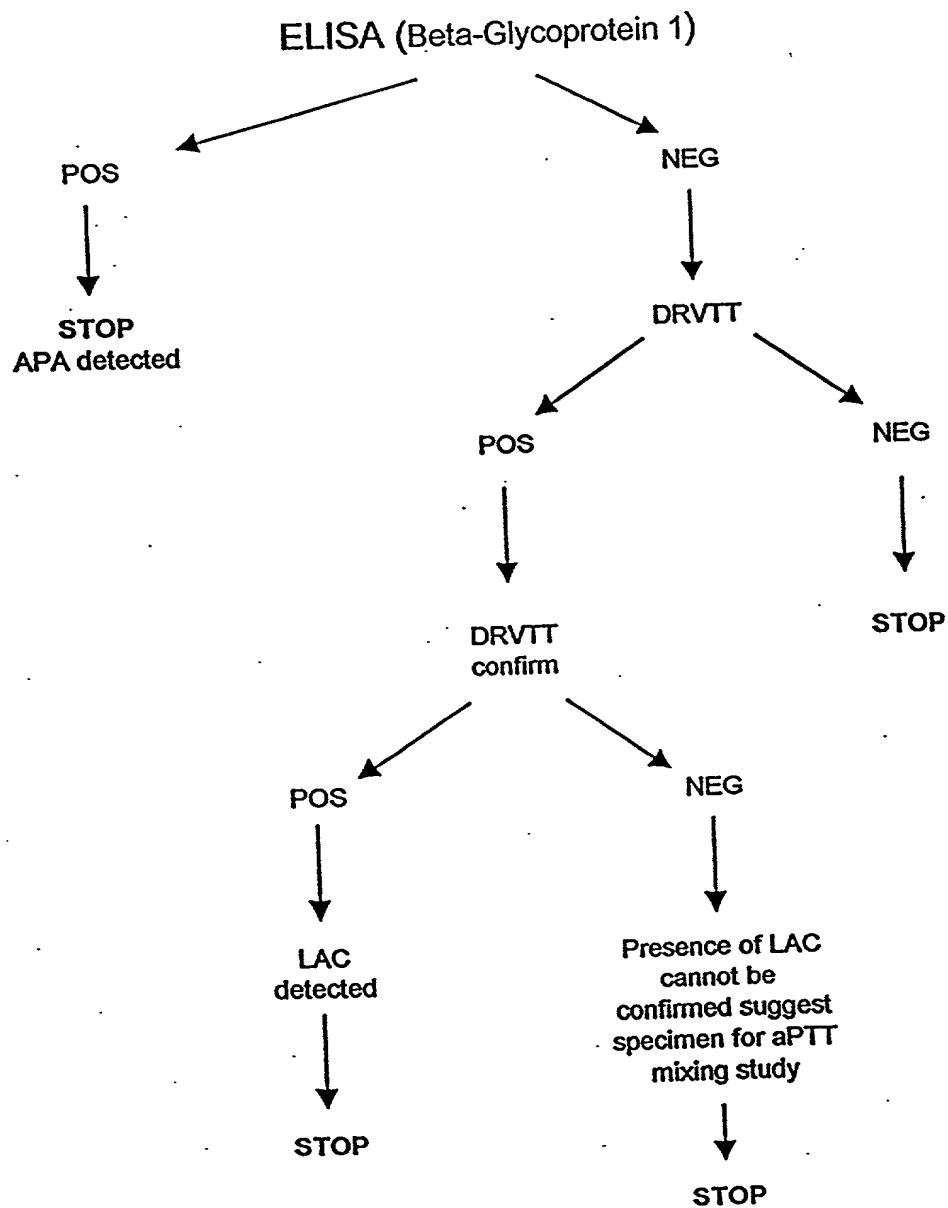 ELISA (Beta-Glycoprotein 1)
POS
NEG
STOP
APA detected
DRVTT
POS
NEG
DRVTT
confirm
STOP
POS
NEG
LAC
detected
Presence of LAC
cannot be
confirmed suggest
specimen for aPTT
mixing study
STOP
STOP